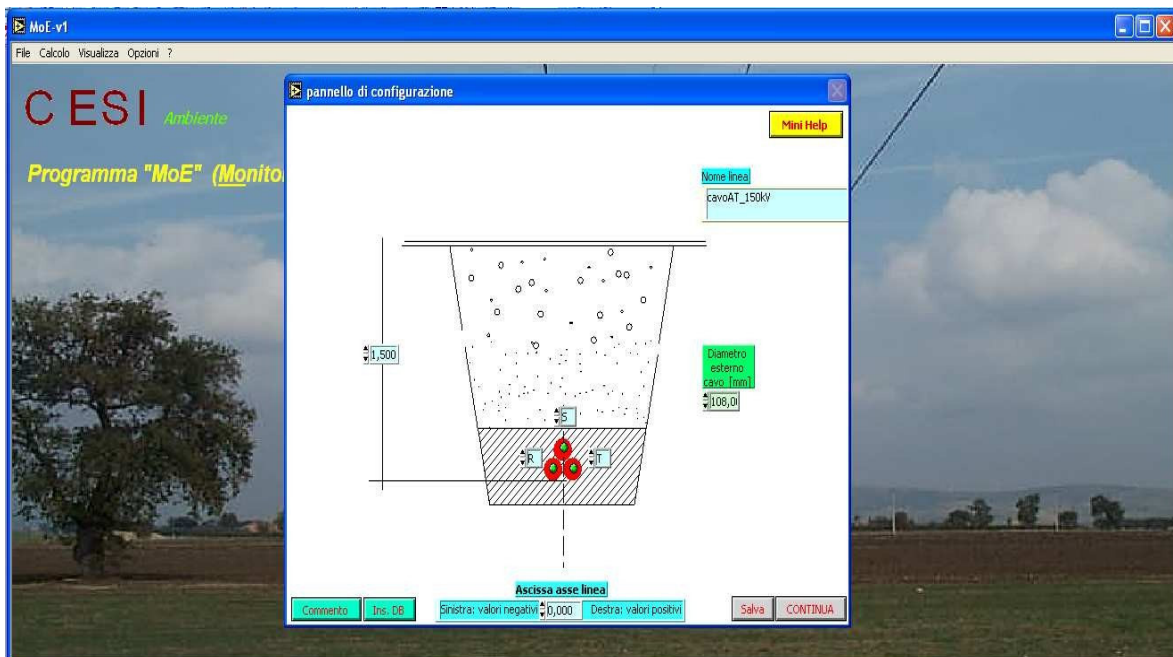 MoE-v1
File Calcolo Visualizza Opzioni ?
CESI Ambiente
Programma "MoE" (Monito
pannello di configurazione
Mini Help
Nome linea
cavoAT_150kV
1,500
Diametro
esterno
cavo [mm]
108,0
S
R
T
Ascissa asse linea
Sinistra: valori negativi 0,000 Destra: valori positivi
Commento Ins. DB Salva CONTINUA